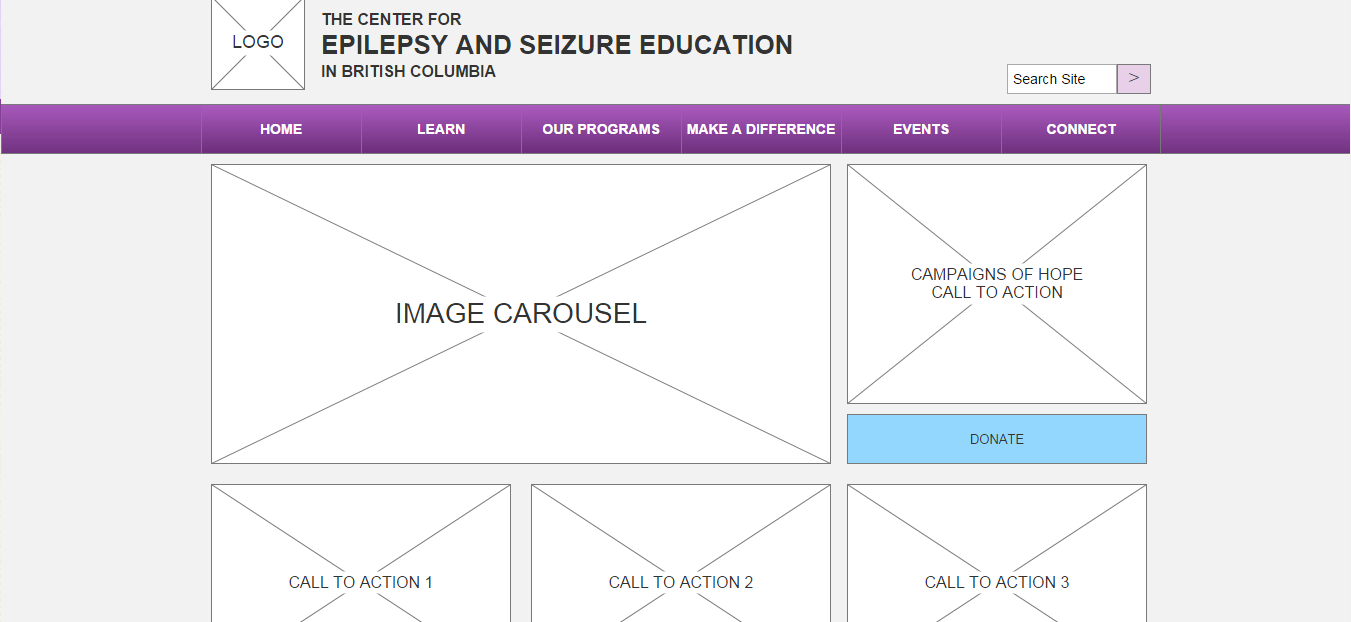 LOGO
THE CENTER FOR
EPILEPSY AND SEIZURE EDUCATION
IN BRITISH COLUMBIA
Search Site
>
HOME
LEARN
OUR PROGRAMS
MAKE A DIFFERENCE
EVENTS
CONNECT
IMAGE CAROUSEL
CAMPAIGNS OF HOPE
CALL TO ACTION
DONATE
CALL TO ACTION 1
CALL TO ACTION 2
CALL TO ACTION 3